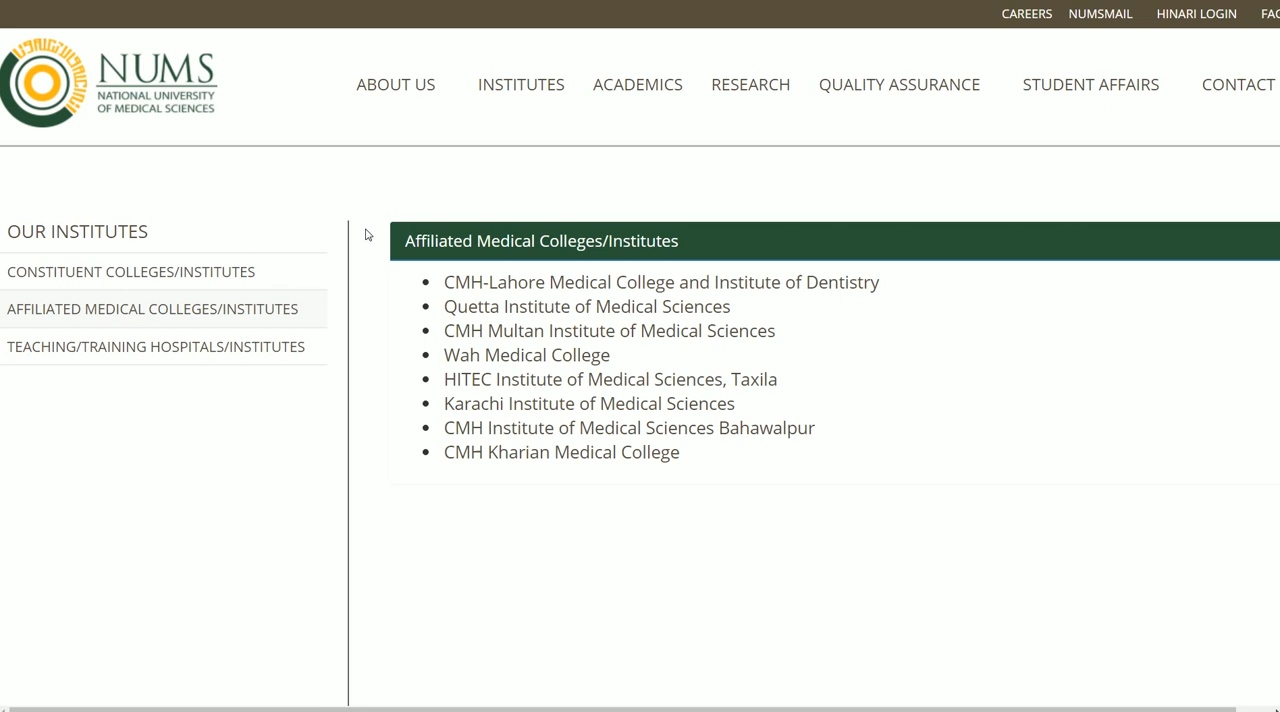 CAREERS NUMSMAIL HINARI LOGIN
NUMS
NATIONAL UNIVERSITY
OF MEDICAL SCIENCES
ABOUT US INSTITUTES ACADEMICS RESEARCH QUALITY ASSURANCE STUDENT AFFAIRS CONTACT
OUR INSTITUTES
CONSTITUENT COLLEGES/INSTITUTES
AFFILIATED MEDICAL COLLEGES/INSTITUTES
TEACHING/TRAINING HOSPITALS/INSTITUTES
Affiliated Medical Colleges/Institutes
CMH-Lahore Medical College and Institute of Dentistry
Quetta Institute of Medical Sciences
CMH Multan Institute of Medical Sciences
Wah Medical College
HITEC Institute of Medical Sciences, Taxila
Karachi Institute of Medical Sciences
CMH Institute of Medical Sciences Bahawalpur
CMH Kharian Medical College